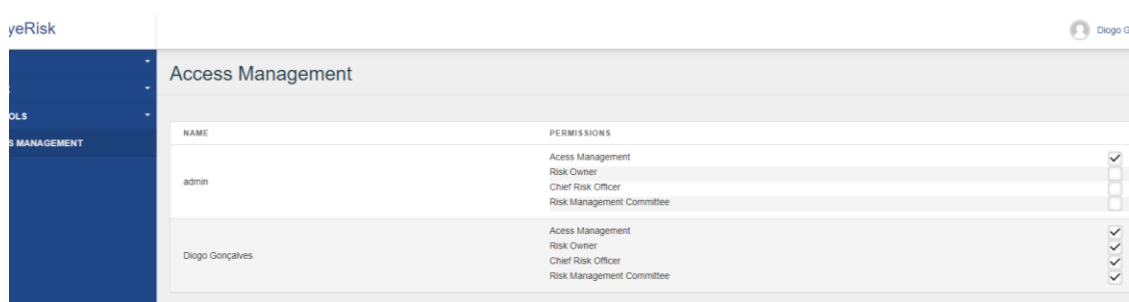 yeRisk
Diogo G
Access Management
OLS
S MANAGEMENT
NAME PERMISSIONS
admin
Acess Management
Risk Owner
Chief Risk Officer
Risk Management Committee
Diogo Gonçalves
Acess Management
Risk Owner
Chief Risk Officer
Risk Management Committee